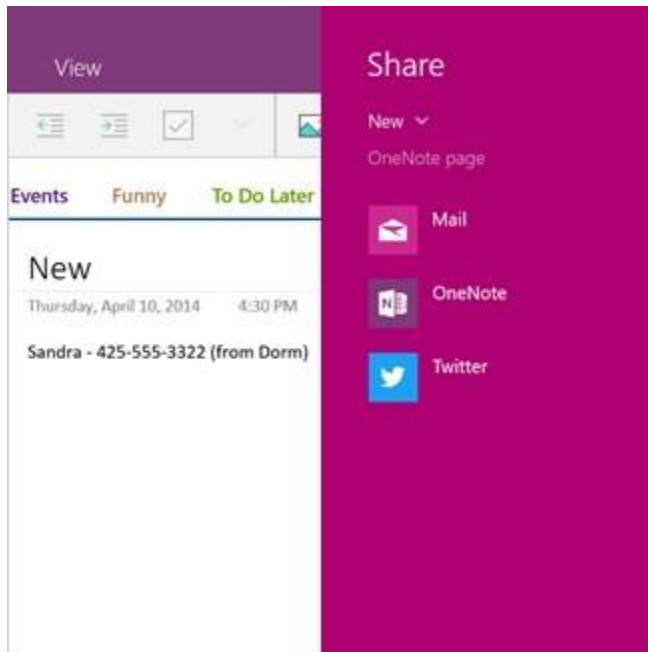 View
Events Funny To Do Later
New
Thursday, April 10, 2014 4:30 PM
Sandra - 425-555-3322 (from Dorm)
Share
New
OneNote page
Mail
N
OneNote
Twitter